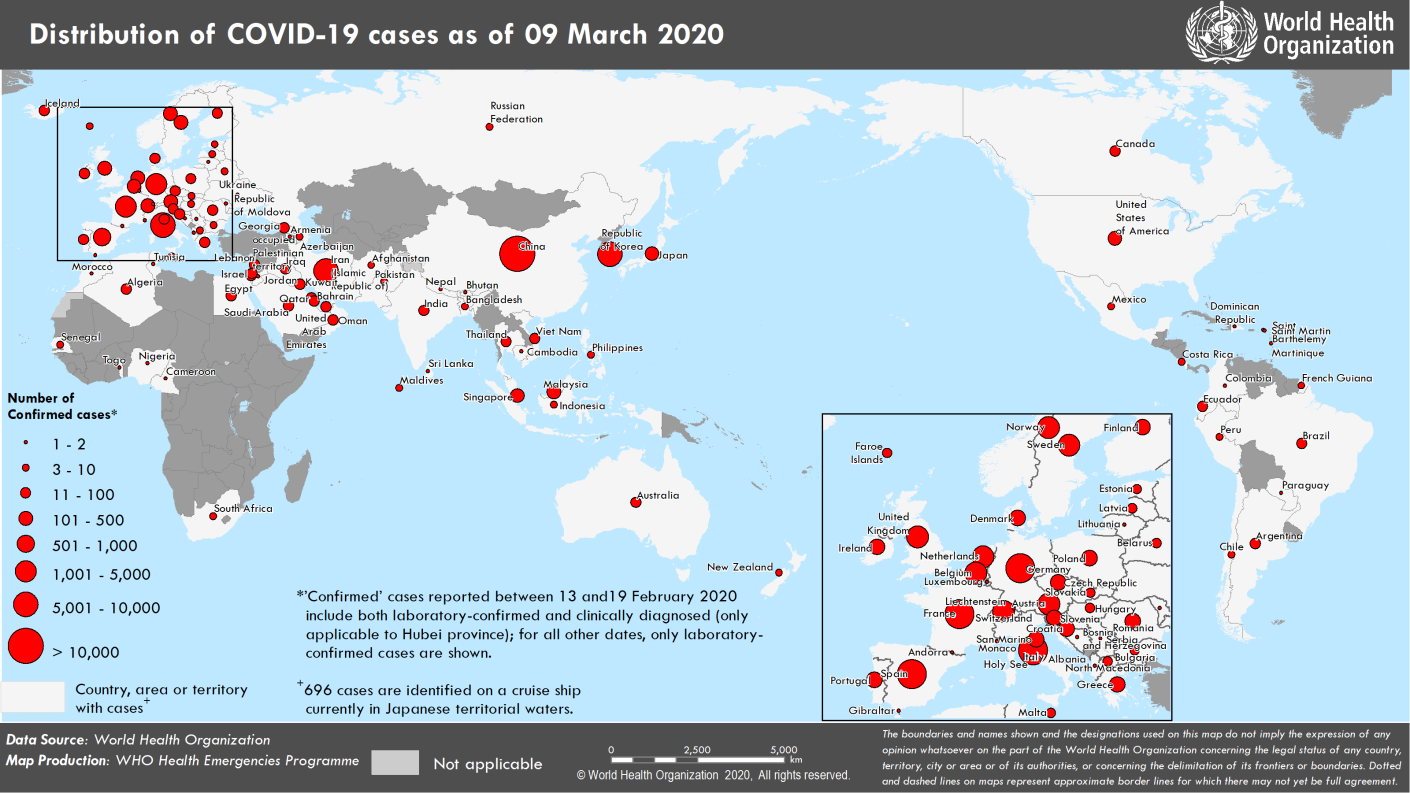 Distribution of COVID-19 cases as of 09 March 2020
World Health
Organization
Iceland
Russian
Federation
Canada
Ukraine
Republic
of Moldova
Georgia
Armenia
Azerbaijan
occupied
Palestinian
territory
Lebanon
Iraq
Iran
(Islamic
Republic of)
Afghanistan
Pakistan
Israel
Jordan
Kuwait
Egypt
Qatar
Bahrain
Saudi Arabia
United
Arab
Emirates
Oman
Morocco
Tunisia
Algeria
Senegal
Togo
Nigeria
Cameroon
South Africa
China
Republic
of Korea
Japan
Nepal
Bhutan
India
Bangladesh
Thailand
Viet Nam
Cambodia
Philippines
Sri Lanka
Maldives
Malaysia
Singapore
Indonesia
Australia
New Zealand
United
States
of America
Mexico
Dominican
Republic
Saint Martin
Saint
Barthelemy
Martinique
Costa Rica
Colombia
French Guiana
Ecuador
Peru
Brazil
Paraguay
Chile
Argentina
Number of
Confirmed cases*
1 - 2
3 - 10
11 - 100
101 - 500
501 - 1,000
1,001 - 5,000
5,001 - 10,000
> 10,000
Country, area or territory
with cases+
*'Confirmed' cases reported between 13 and19 February 2020
include both laboratory-confirmed and clinically diagnosed (only
applicable to Hubei province); for all other dates, only laboratory-
confirmed cases are shown.
+696 cases are identified on a cruise ship
currently in Japanese territorial waters.
Norway
Sweden
Finland
Faroe
Islands
Estonia
Latvia
Lithuania
Denmark
United
Kingdom
Ireland
Belarus
Netherlands
Poland
Belgium
Germany
Luxembourg
Czech Republic
Slovakia
Liechtenstein
Austria
Hungary
France
Switzerland
Slovenia
Croatia
Romania
San Marino
Bosnia
and Herzegovina
Serbia
Monaco
Andorra
Italy
Holy See
Albania
Bulgaria
North Macedonia
Portugal
Spain
Greece
Gibraltar
Malta
Data Source: World Health Organization
Map Production: WHO Health Emergencies Programme
Not applicable
0 2,500 5,000
km
© World Health Organization 2020, All rights reserved.
The boundaries and names shown and the designations used on this map do not imply the expression of any
opinion whatsoever on the part of the World Health Organization concerning the legal status of any country,
territory, city or area or of its authorities, or concerning the delimitation of its frontiers or boundaries. Dotted
and dashed lines on maps represent approximate border lines for which there may not yet be full agreement.